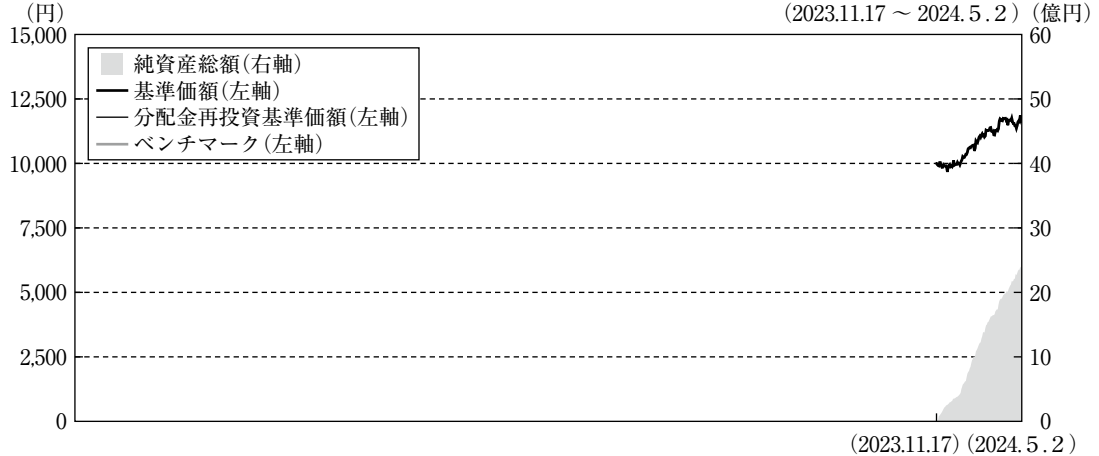 (円)
(2023.11.17 ~ 2024.5.2)(億円)
15,000
60
純資産総額(右軸)
基準価額(左軸)
12,500
50
分配金再投資基準価額(左軸)
ベンチマーク(左軸)
10,000
40
7,500
30
5,000
20
2,500
10
0
0
(2023.11.17)(2024.5.2)